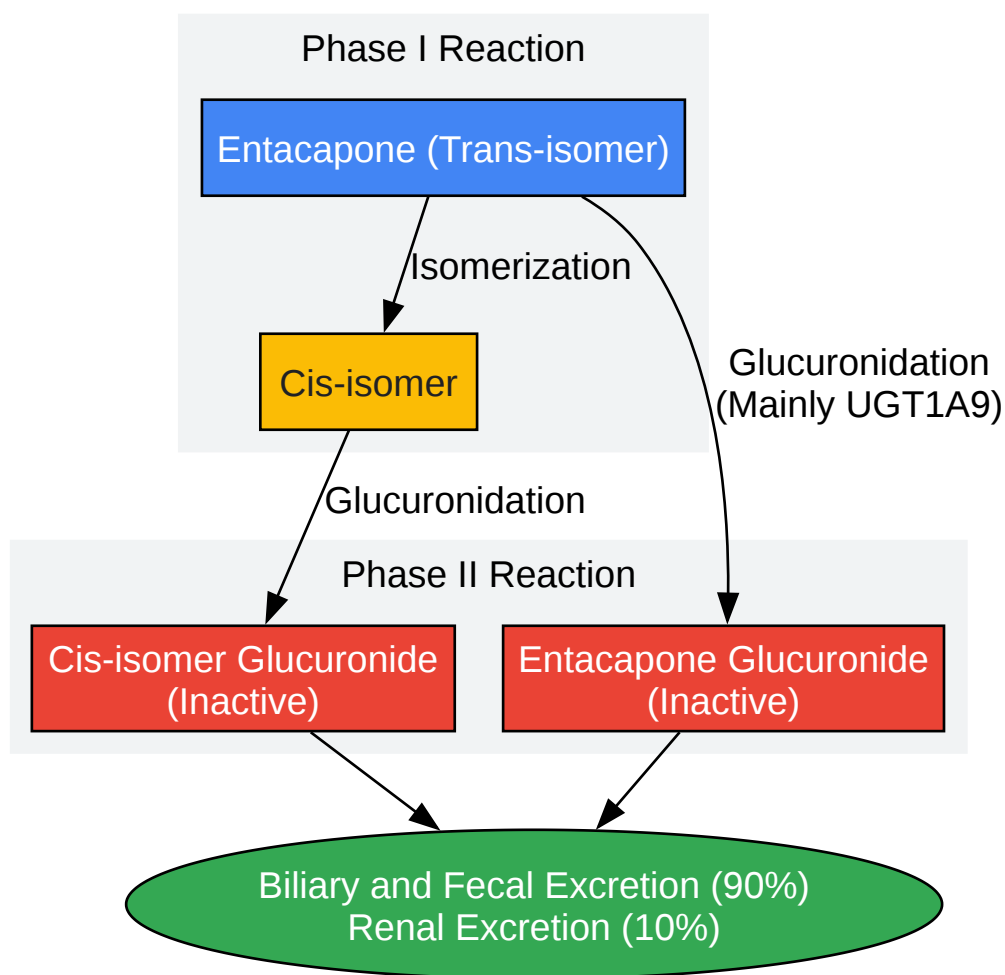 Phase I Reaction
Entacapone (Trans-isomer)
Isomerization
Cis-isomer
Glucuronidation
(Mainly UGT1A9)
Glucuronidation
Phase II Reaction
Cis-isomer Glucuronide
(Inactive)
Entacapone Glucuronide
(Inactive)
Biliary and Fecal Excretion (90%)
Renal Excretion (10%)